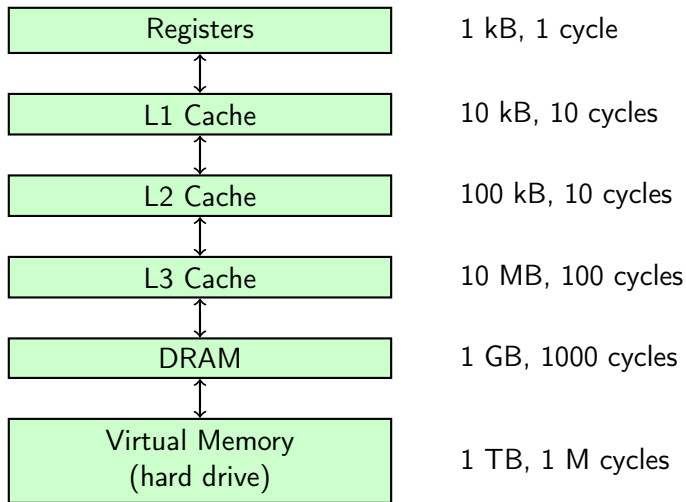 Registers 1 kB, 1 cycle
L1 Cache 10 kB, 10 cycles
L2 Cache 100 kB, 10 cycles
L3 Cache 10 MB, 100 cycles
DRAM 1 GB, 1000 cycles
Virtual Memory
(hard drive) 1 TB, 1 M cycles